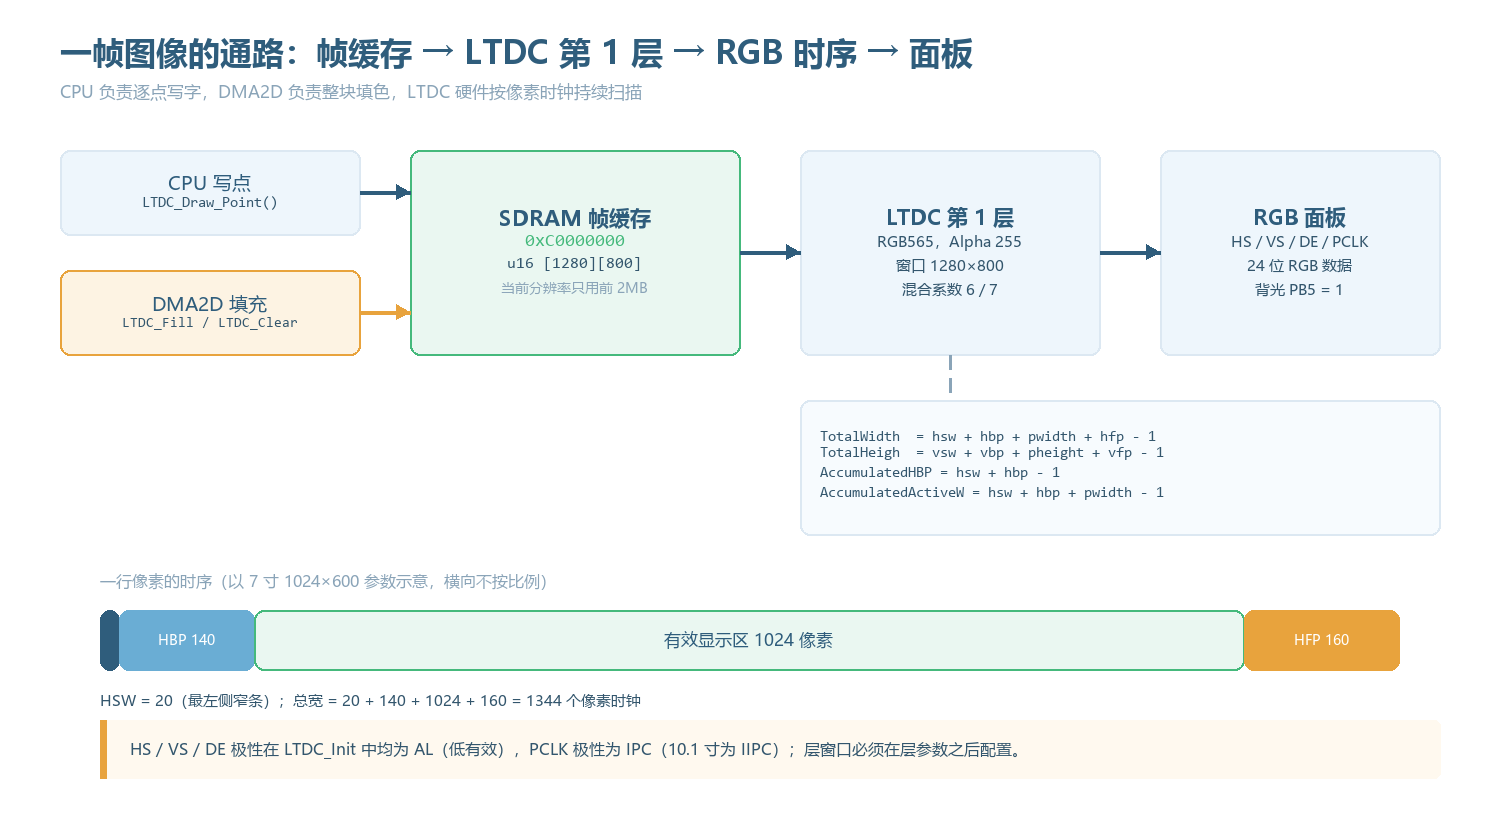 一帧图像的通路：帧缓存 → LTDC 第 1 层 → RGB 时序 → 面板
CPU 负责逐点写字，DMA2D 负责整块填色，LTDC 硬件按像素时钟持续扫描
CPU 写点
LTDC_Draw_Point()
DMA2D 填充
LTDC_Fill / LTDC_Clear
SDRAM 帧缓存
0xC0000000
u16 [1280][800]
当前分辨率只用前 2MB
LTDC 第 1 层
RGB565，Alpha 255
窗口 1280×800
混合系数 6 / 7
RGB 面板
HS / VS / DE / PCLK
24 位 RGB 数据
背光 PB5 = 1
TotalWidth = hsw + hbp + pwidth + hfp - 1
TotalHeigh = vsw + vbp + pheight + vfp - 1
AccumulatedHBP = hsw + hbp - 1
AccumulatedActiveW = hsw + hbp + pwidth - 1
一行像素的时序（以 7 寸 1024×600 参数示意，横向不按比例）
HBP 140
有效显示区 1024 像素
HFP 160
HSW = 20（最左侧窄条）；总宽 = 20 + 140 + 1024 + 160 = 1344 个像素时钟
HS / VS / DE 极性在 LTDC_Init 中均为 AL（低有效），PCLK 极性为 IPC（10.1 寸为 IIPC）；层窗口必须在层参数之后配置。